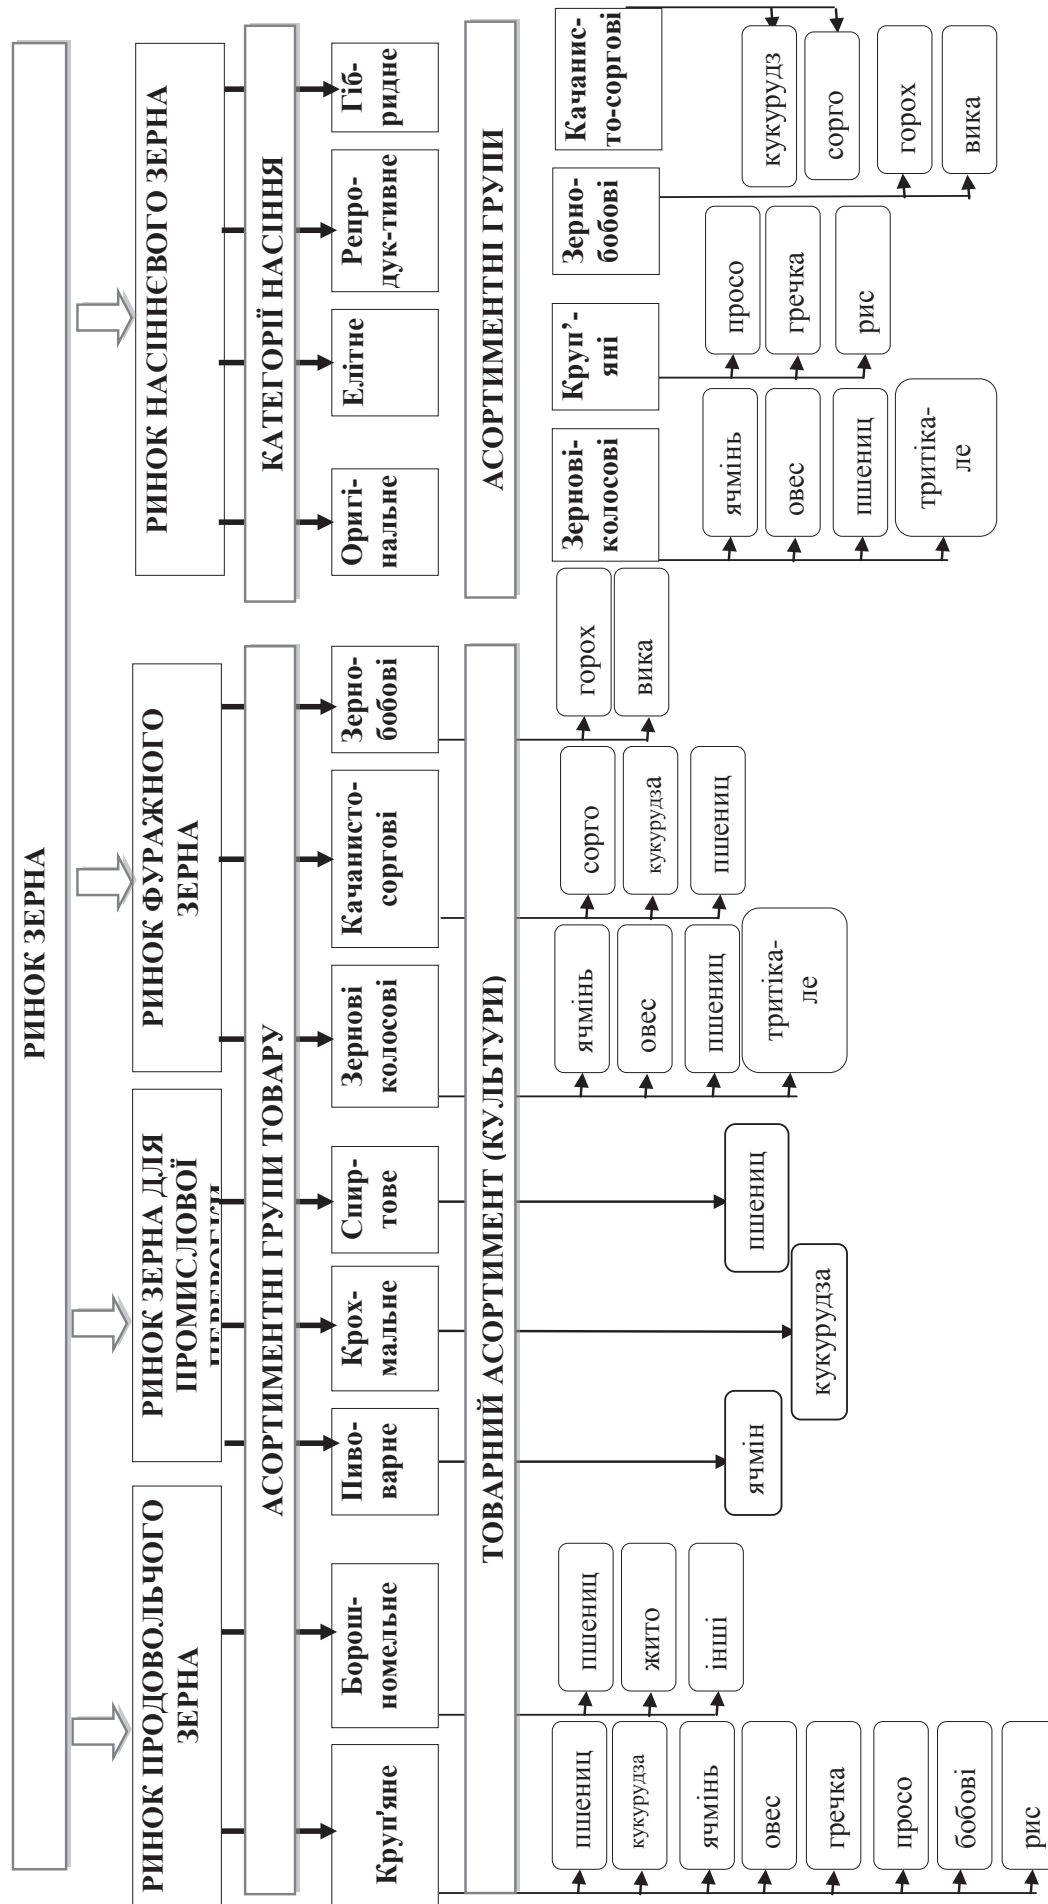 РИНОК ЗЕРНА
РИНОК ПРОДОВОЛЬЧОГО
ЗЕРНА
РИНОК ЗЕРНА ДЛЯ
ПРОМИСЛОВОЇ
ПЕРЕРОБКИ
РИНОК ФУРАЖНОГО
ЗЕРНА
РИНОК НАСІННЄВОГО ЗЕРНА
АСОРТИМЕНТНІ ГРУПИ ТОВАРУ
КАТЕГОРІЇ НАСІННЯ
Круп'яне
Борош-
номельне
Пиво-
варне
Крох-
мальне
Спир-
тове
Зернові
колосові
Качанисто-
соргові
Зерно-
бобові
Оригі-
нальне
Елітне
Репро-
дук-тивне
Гіб-
ридне
ТОВАРНИЙ АСОРТИМЕНТ (КУЛЬТУРИ)
АСОРТИМЕНТНІ ГРУПИ
пшениц
кукурудза
ячмінь
овес
гречка
просо
бобові
рис
пшениц
жито
інші
ячмін
кукурудза
пшениц
ячмінь
овес
пшениц
тритіка-
ле
сорго
кукурудза
пшениц
горох
вика
Зернові-
колосові
Круп’-
яні
Зерно-
бобові
Качанис-
то-соргові
ячмінь
овес
пшениц
тритіка-
ле
просо
гречка
рис
горох
вика
кукурудз
сорго